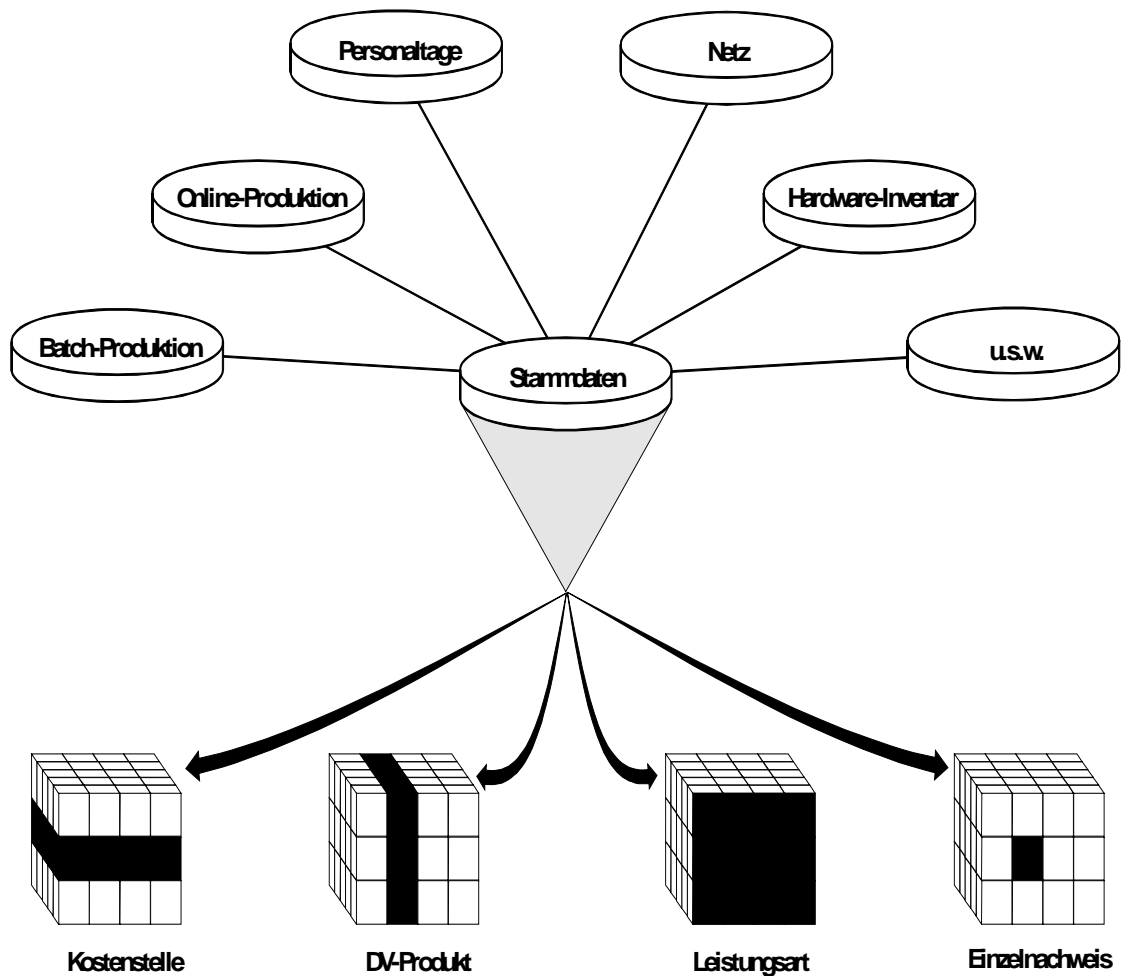 Personaltage
Netz
Online-Produktion
Hardware-Inventar
Batch-Produktion
u.s.w.
Stammdaten
Kostenstelle
DV-Produkt
Leistungsart
Einzelnachweis